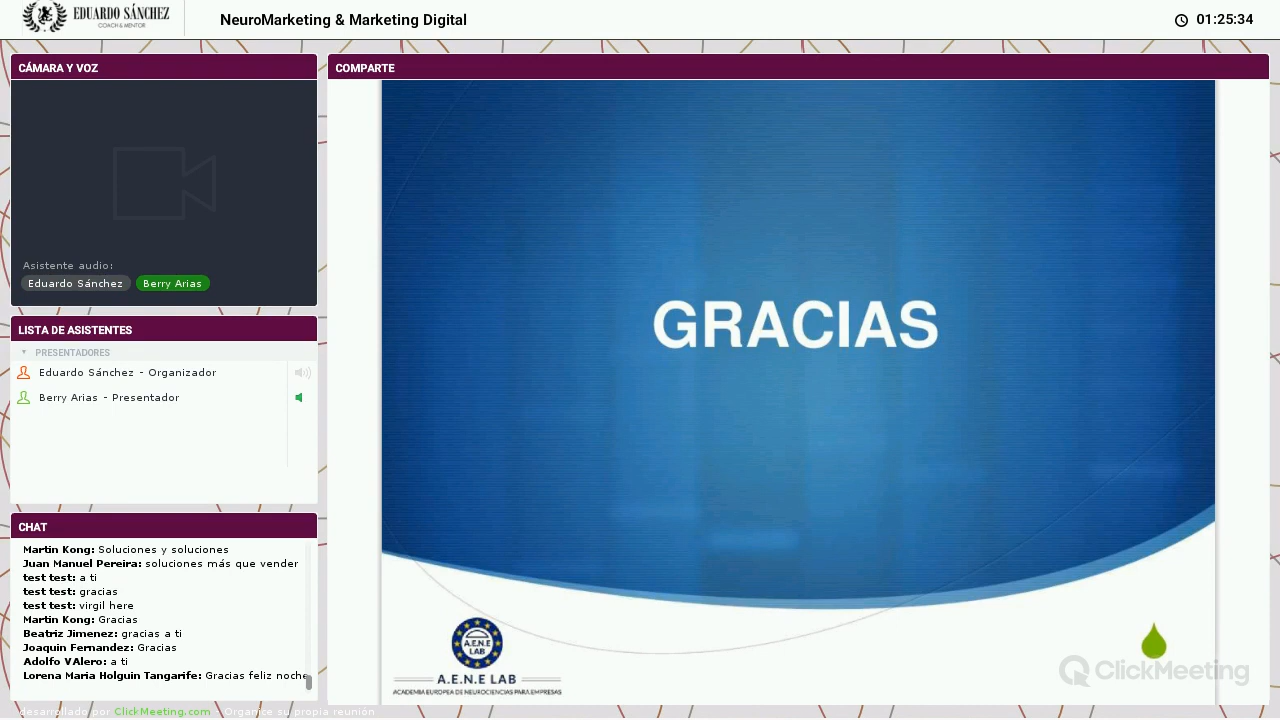 EDUARDO SÁNCHEZ
COACH & MENTOR
NeuroMarketing & Marketing Digital
01:25:34
CÁMARA Y VOZ
Asistente audio:
Eduardo Sánchez
Berry Arias
LISTA DE ASISTENTES
PRESENTADORES
Eduardo Sánchez - Organizador
Berry Arias - Presentador
CHAT
Martin Kong: Soluciones y soluciones
Juan Manuel Pereira: soluciones más que vender
test test: a ti
test test: gracias
test test: virgil here
Martin Kong: Gracias
Beatriz Jimenez: gracias a ti
Joaquin Fernandez: Gracias
Adolfo VAlero: a ti
Lorena Maria Holguin Tangarife: Gracias feliz noche
desarrollado por ClickMeeting.com - Organice su propia reunión
COMPARTE
GRACIAS
A.E.N.E
LAB
A.E.N.E LAB
ACADEMIA EUROPEA DE NEUROCIENCIAS PARA EMPRESAS
ClickMeeting